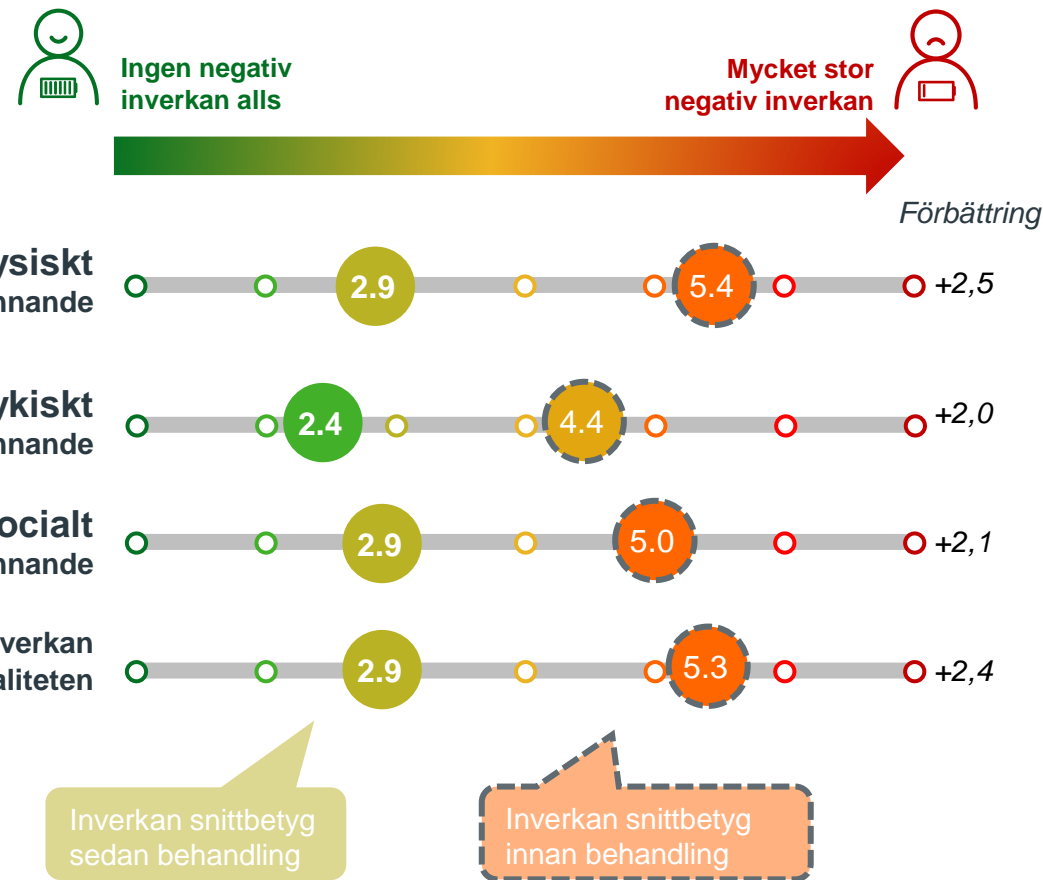 Ingen negativ
inverkan alls
Mycket stor
negativ inverkan
Förbättring
ysiskt
nnande
2.9
5.4
+2,5
ykiskt
nnande
2.4
4.4
+2,0
ocialt
nnande
2.9
5.0
+2,1
verkan
aliteten
2.9
5.3
+2,4
Inverkan snittbetyg
sedan behandling
Inverkan snittbetyg
innan behandling